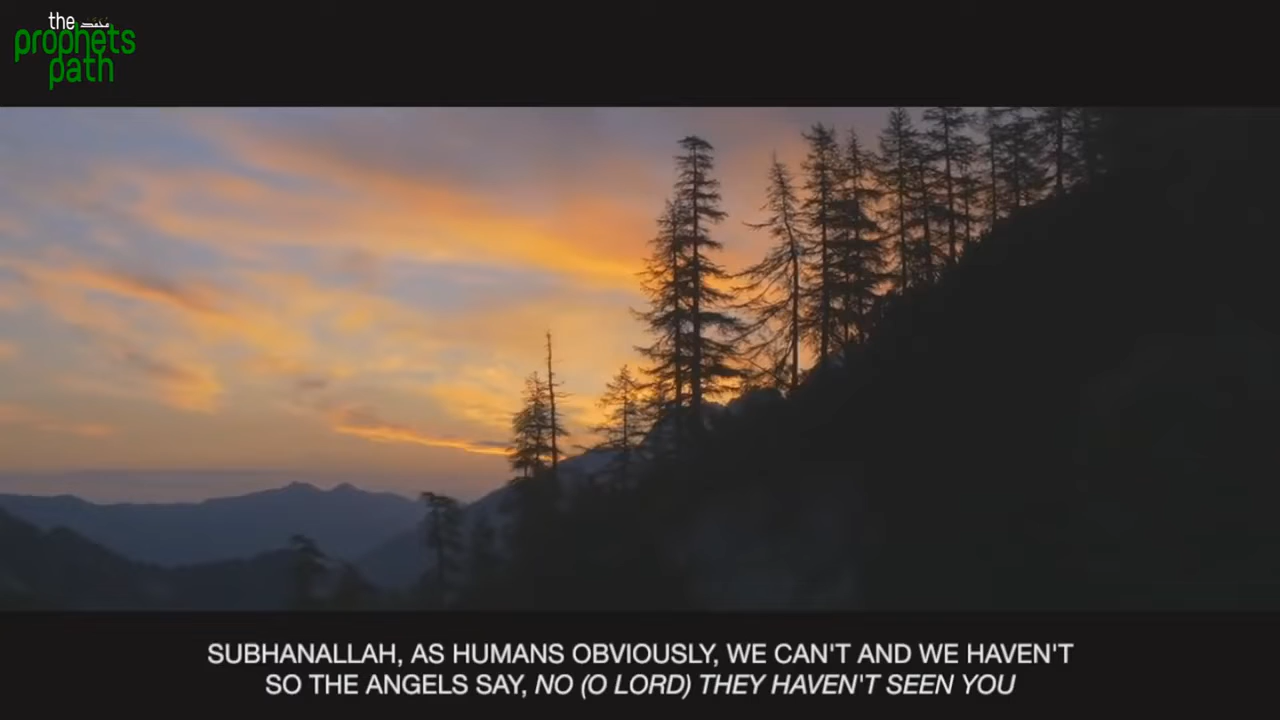 the محمد
prophets
path
SUBHANALLAH, AS HUMANS OBVIOUSLY, WE CAN'T AND WE HAVEN'T
SO THE ANGELS SAY, NO (O LORD) THEY HAVEN'T SEEN YOU